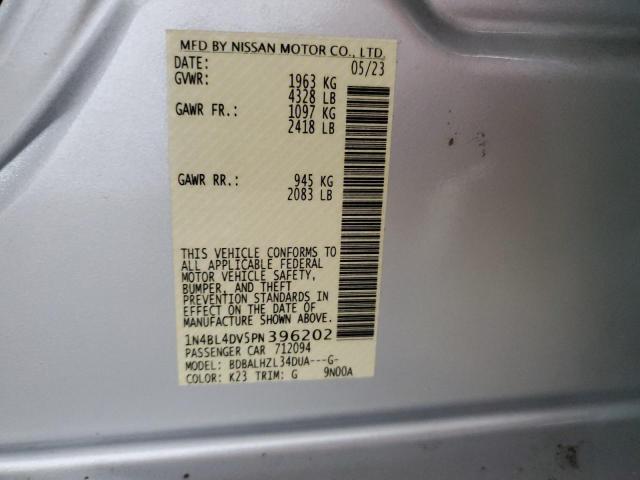 MFD BY NISSAN MOTOR CO., LTD.
DATE: 05/23
GVWR: 1963 KG
4328 LB
GAWR FR.: 1097 KG
2418 LB
GAWR RR.: 945 KG
2083 LB
THIS VEHICLE CONFORMS TO
ALL APPLICABLE FEDERAL
MOTOR VEHICLE SAFETY,
BUMPER, AND THEFT
PREVENTION STANDARDS IN
EFFECT ON THE DATE OF
MANUFACTURE SHOWN ABOVE.
1N4BL4DV5PN396202
PASSENGER CAR 712094
MODEL: BDBALHZL34DUA---G-
COLOR: K23 TRIM: G 9N00A